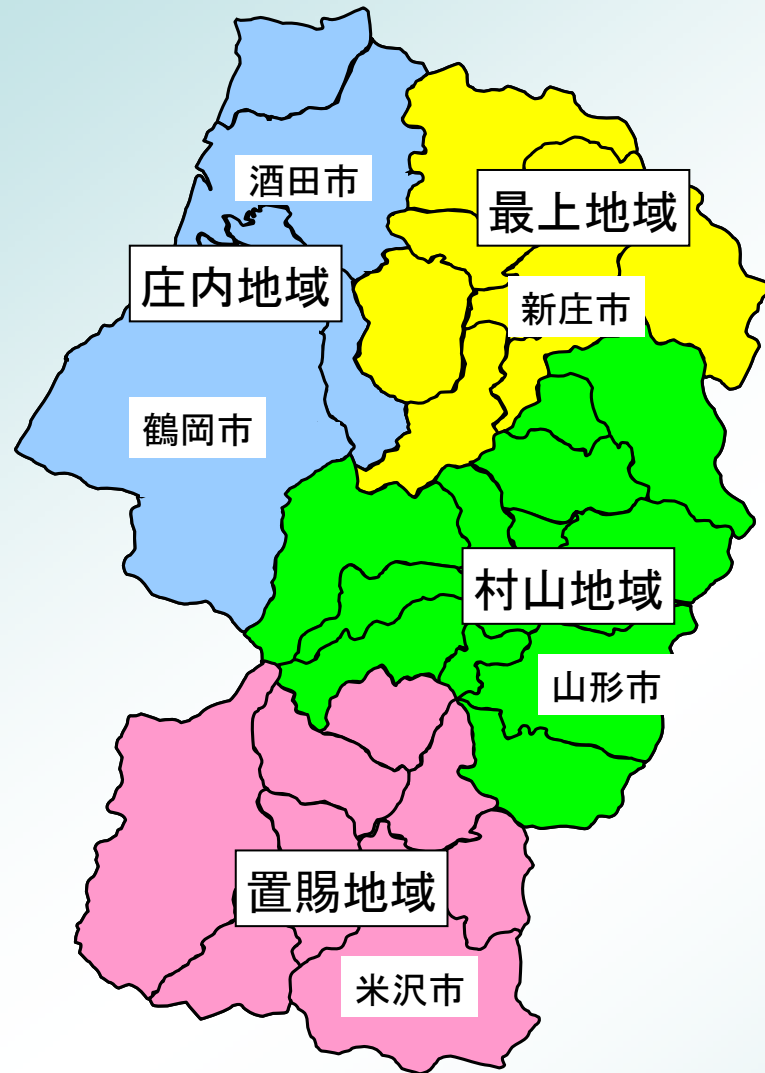 酒田市
最上地域
庄内地域
新庄市
鶴岡市
村山地域
山形市
置賜地域
米沢市